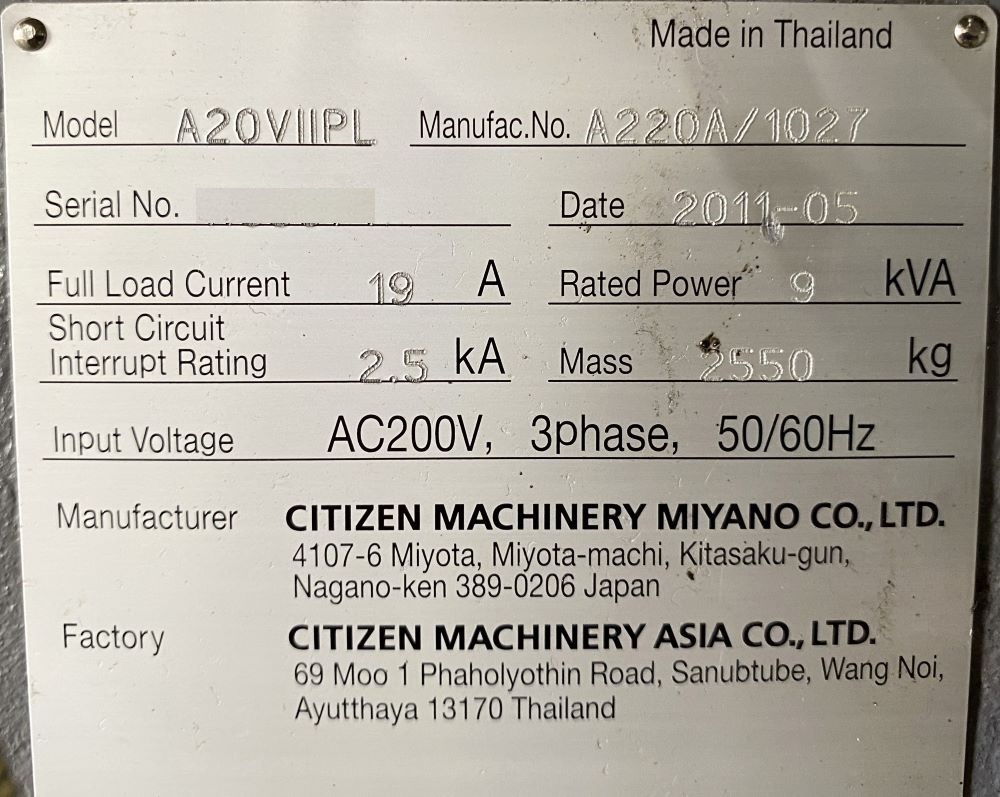 Made in Thailand
Model A20VIIPL Manufac.No. A220A/1027
Serial No. Date 2011-05
Full Load Current 19 A Rated Power 9 kVA
Short Circuit
Interrupt Rating 2.5 kA Mass 2550 kg
Input Voltage AC200V, 3phase, 50/60Hz
Manufacturer CITIZEN MACHINERY MIYANO CO., LTD.
4107-6 Miyota, Miyota-machi, Kitasaku-gun,
Nagano-ken 389-0206 Japan
Factory CITIZEN MACHINERY ASIA CO., LTD.
69 Moo 1 Phaholyothin Road, Sanubtube, Wang Noi,
Ayutthaya 13170 Thailand